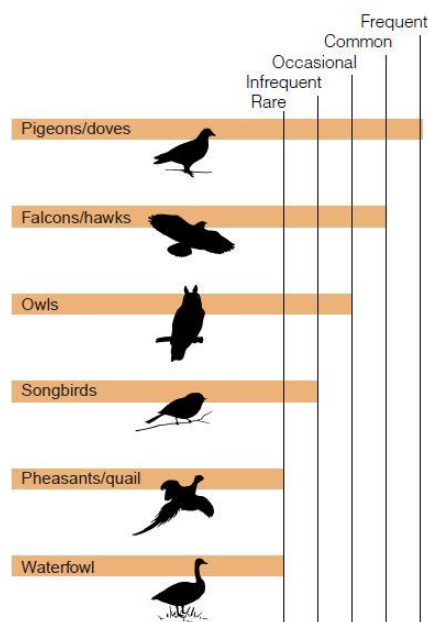 Frequent
Common
Occasional
Infrequent
Rare
Pigeons/doves
Falcons/hawks
Owls
Songbirds
Pheasants/quail
Waterfowl